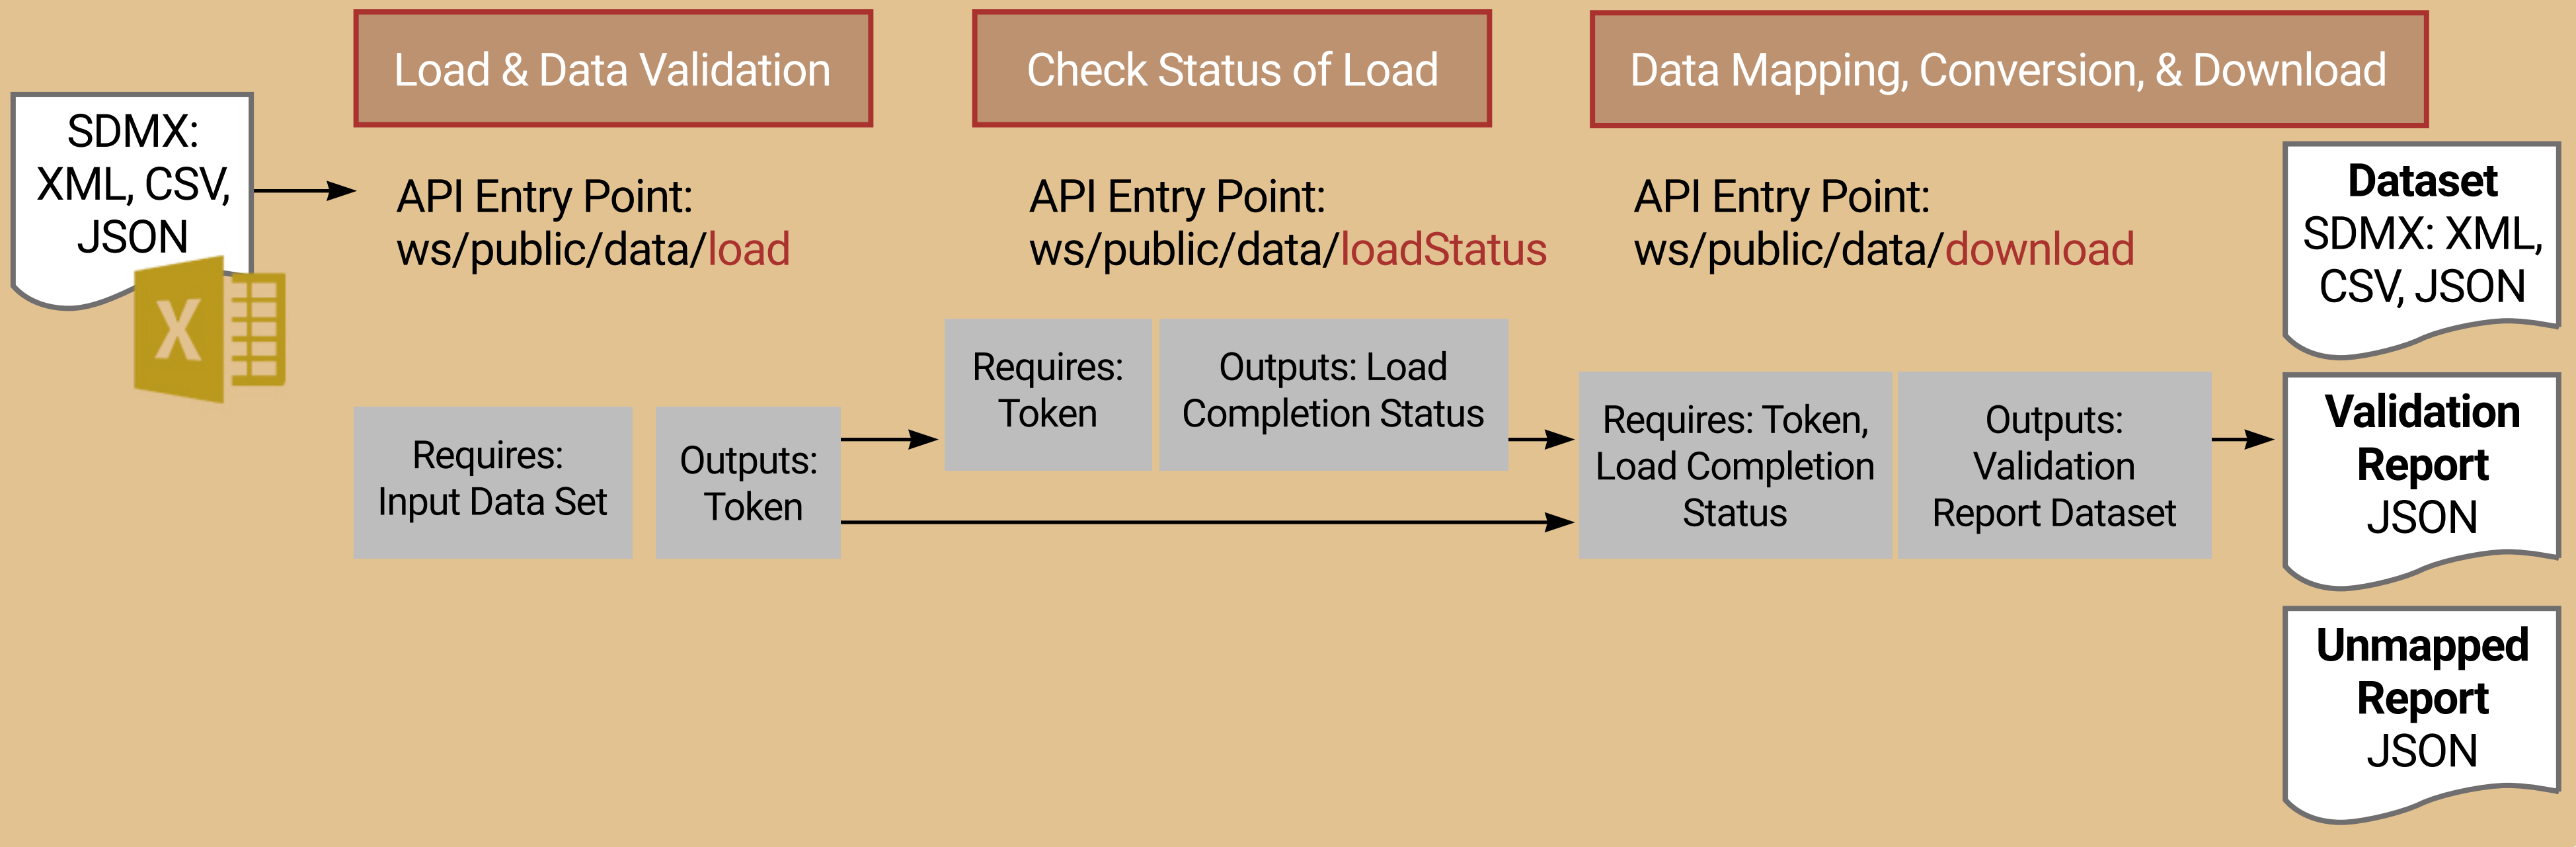 Load & Data Validation
Check Status of Load
Data Mapping, Conversion, & Download
SDMX:
XML, CSV,
JSON
X
API Entry Point:
ws/public/data/load
API Entry Point:
ws/public/data/loadStatus
API Entry Point:
ws/public/data/download
Requires:
Input Data Set
Outputs:
Token
Requires:
Token
Outputs: Load
Completion Status
Requires: Token,
Load Completion
Status
Outputs:
Validation
Report Dataset
Dataset
SDMX: XML,
CSV, JSON
Validation
Report
JSON
Unmapped
Report
JSON